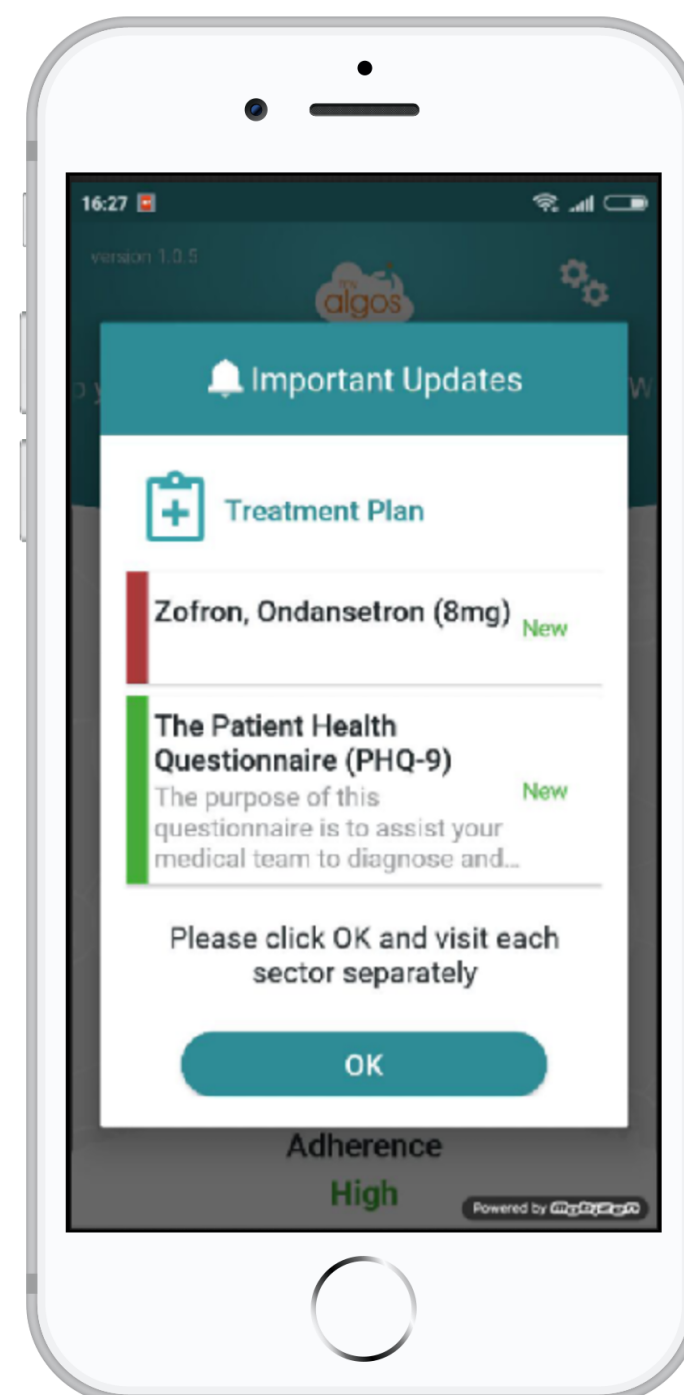 16:27
version 1.0.5
my
algos
Important Updates
Treatment Plan
Zofron, Ondansetron (8mg)
New
The Patient Health
Questionnaire (PHQ-9)
The purpose of this
questionnaire is to assist your
medical team to diagnose and...
New
Please click OK and visit each
sector separately
OK
Adherence
High
Powered by